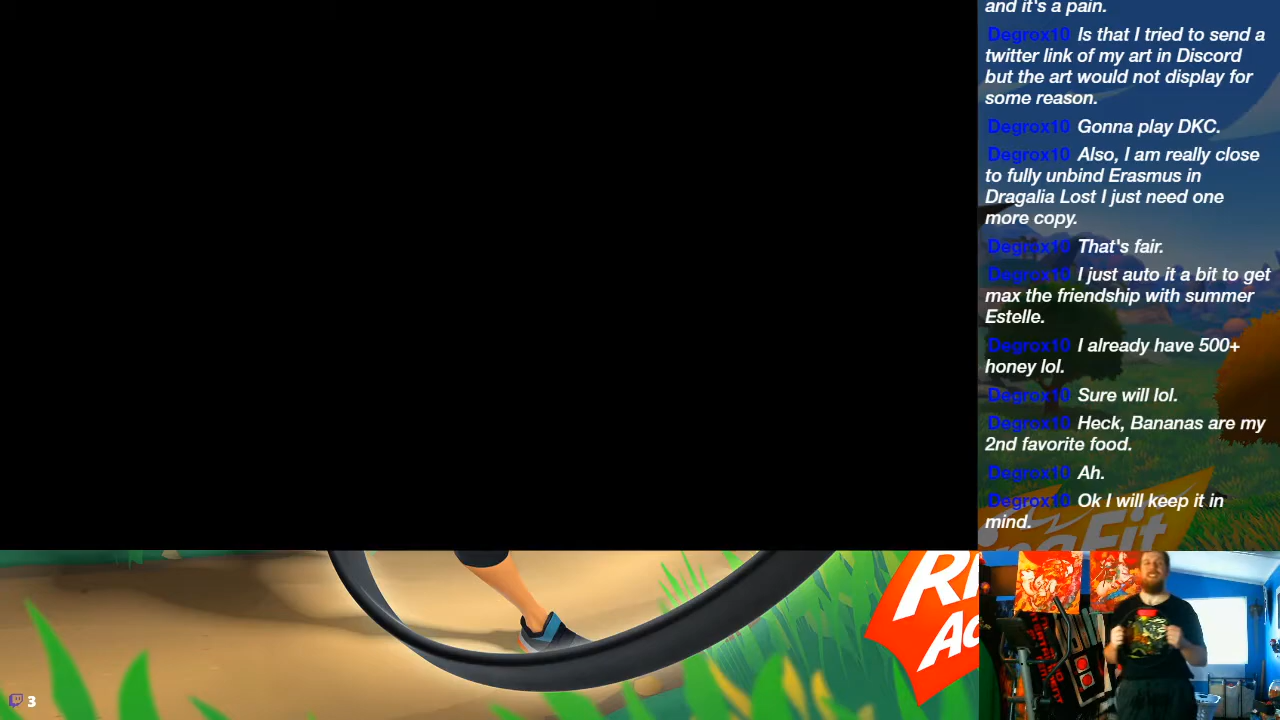 and it's a pain.
Degrox10 Is that I tried to send a
twitter link of my art in Discord
but the art would not display for
some reason.
Degrox10 Gonna play DKC.
Degrox10 Also, I am really close
to fully unbind Erasmus in
Dragalia Lost I just need one
more copy.
Degrox10 That's fair.
Degrox10 I just auto it a bit to get
max the friendship with summer
Estelle.
Degrox10 I already have 500+
honey lol.
Degrox10 Sure will lol.
Degrox10 Heck, Bananas are my
2nd favorite food.
Degrox10 Ah.
Degrox10 Ok I will keep it in
mind.
ingFit
RI
Ac
3